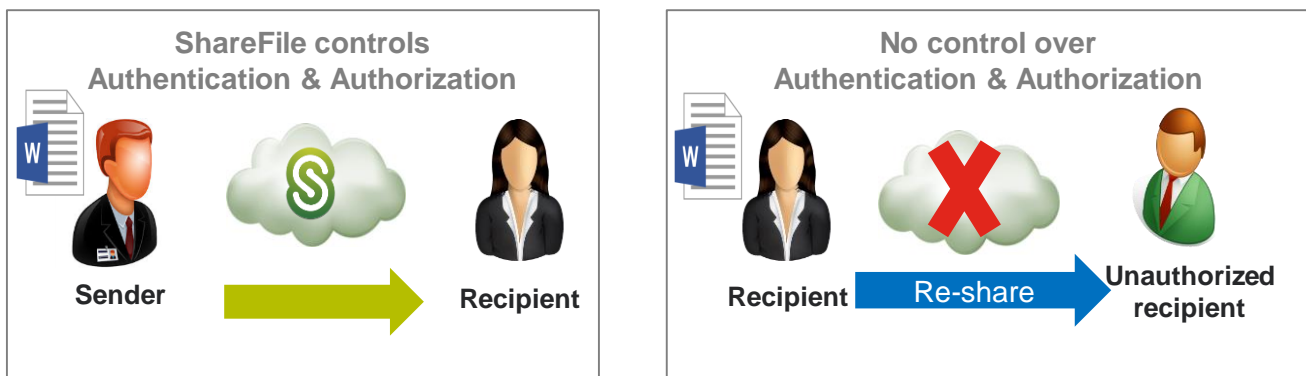 ShareFile controls
Authentication & Authorization
W
S
Sender
Recipient
No control over
Authentication & Authorization
W
X
Recipient
Re-share
Unauthorized
recipient